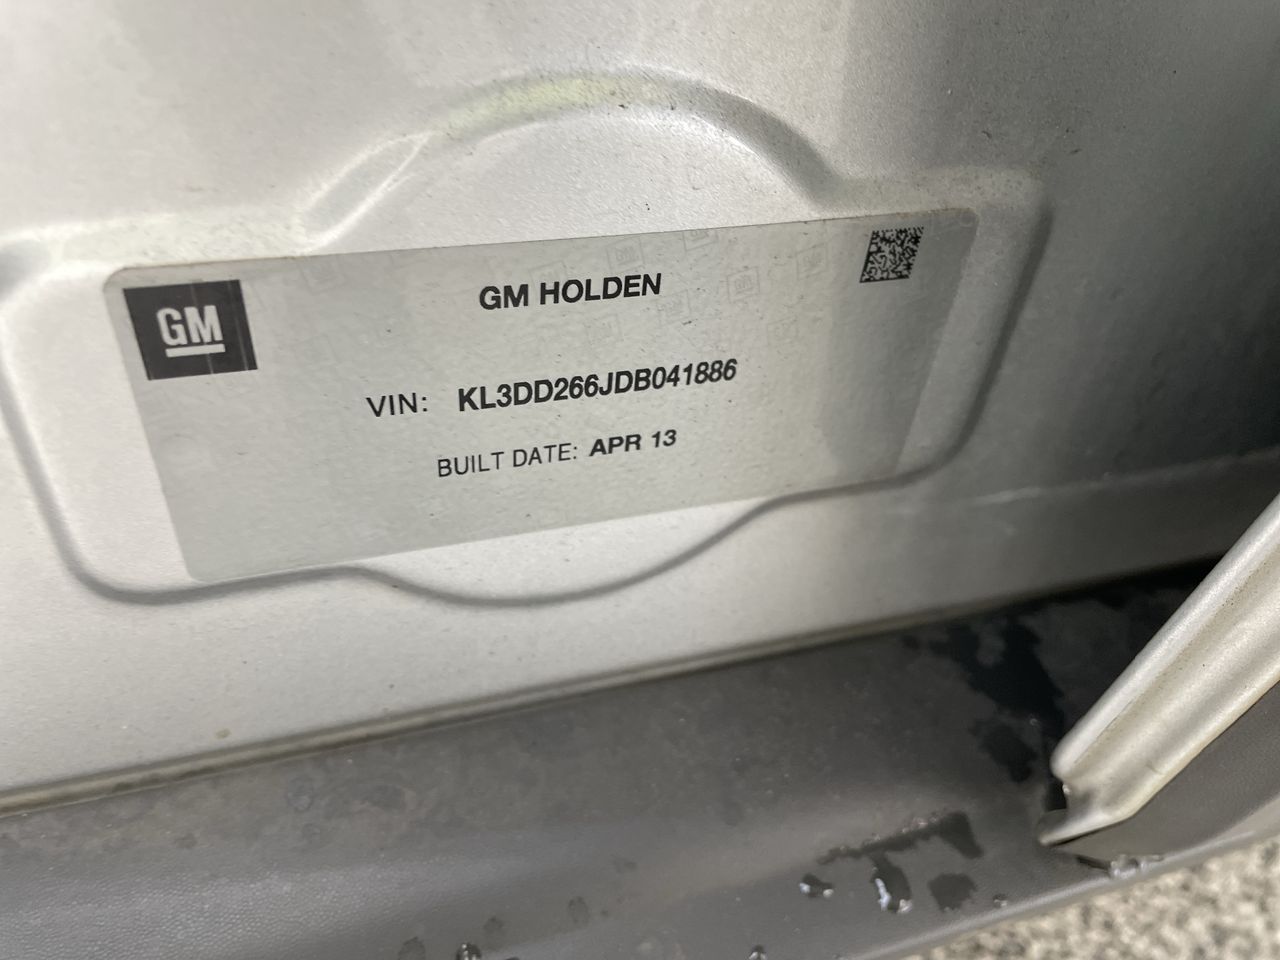 GM
GM HOLDEN
VIN: KL3DD266JDB041886
BUILT DATE: APR 13